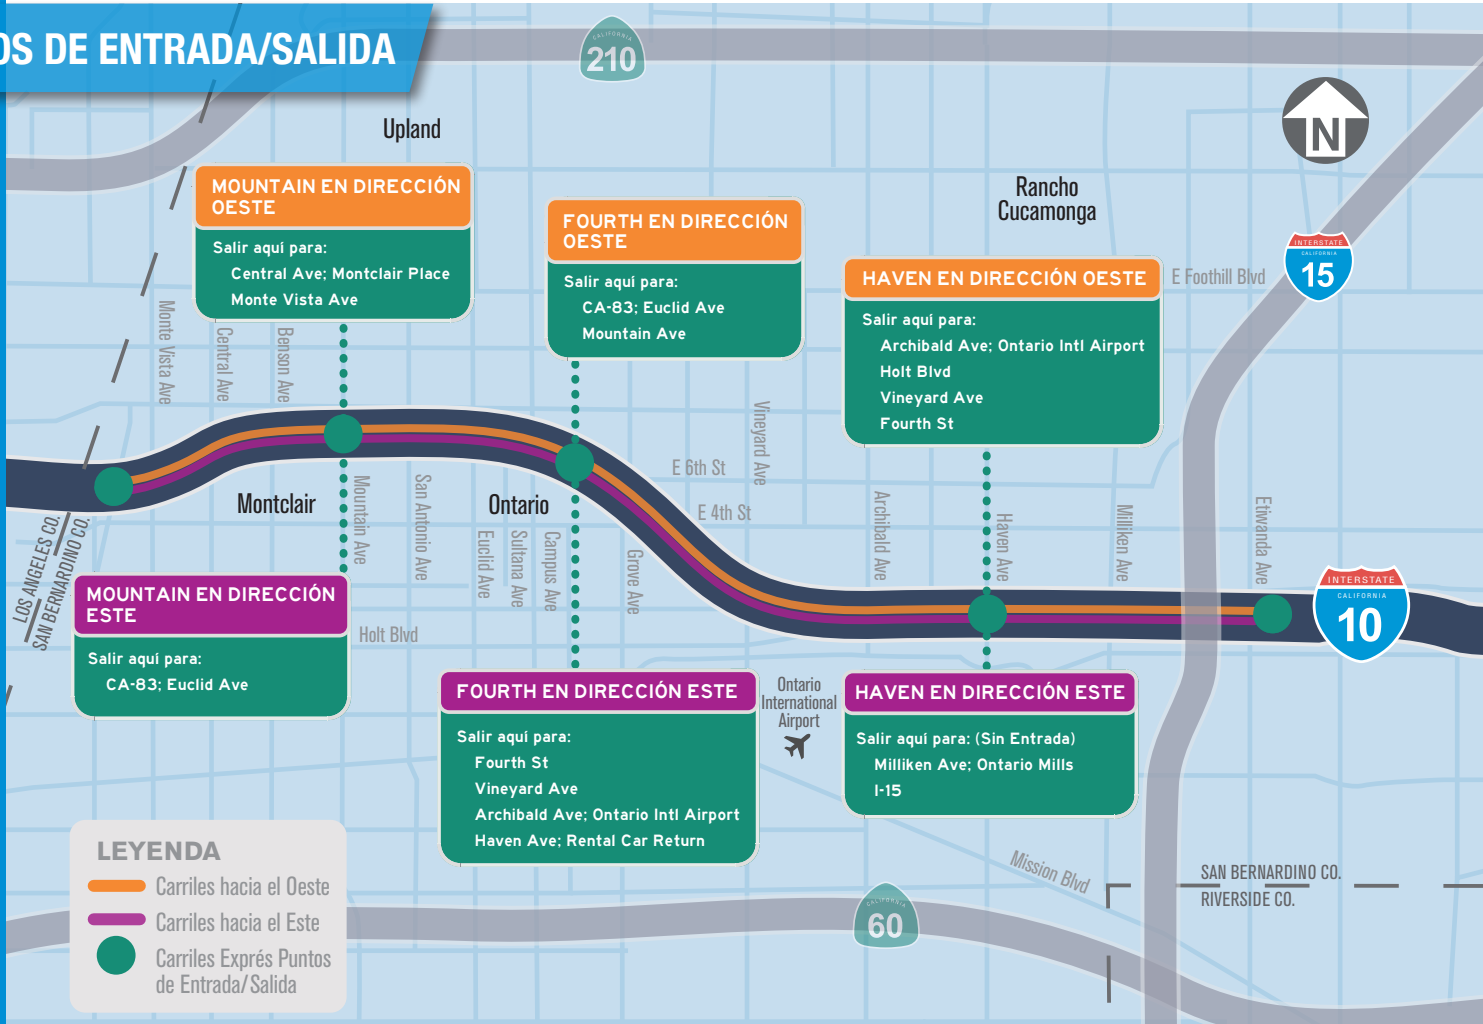 OS DE ENTRADA/SALIDA
CALIFORNIA
210
Upland
N
MOUNTAIN EN DIRECCIÓN
OESTE
Salir aquí para:
Central Ave; Montclair Place
Monte Vista Ave
FOURTH EN DIRECCIÓN
OESTE
Salir aquí para:
CA-83; Euclid Ave
Mountain Ave
Rancho
Cucamonga
HAVEN EN DIRECCIÓN OESTE
Salir aquí para:
Archibald Ave; Ontario Intl Airport
Holt Blvd
Vineyard Ave
Fourth St
E Foothill Blvd
INTERSTATE
CALIFORNIA
15
Monte Vista Ave
Central Ave
Benson Ave
Vineyard Ave
E 6th St
E 4th St
Montclair
Mountain Ave
San Antonio Ave
Ontario
Euclid Ave
Sultana Ave
Campus Ave
Grove Ave
Archibald Ave
Haven Ave
Milliken Ave
Etiwanda Ave
LOS ANGELES CO.
SAN BERNARDINO CO.
INTERSTATE
CALIFORNIA
10
MOUNTAIN EN DIRECCIÓN
ESTE
Salir aquí para:
CA-83; Euclid Ave
Holt Blvd
FOURTH EN DIRECCIÓN ESTE
Salir aquí para:
Fourth St
Vineyard Ave
Archibald Ave; Ontario Intl Airport
Haven Ave; Rental Car Return
Ontario
International
Airport
HAVEN EN DIRECCIÓN ESTE
Salir aquí para: (Sin Entrada)
Milliken Ave; Ontario Mills
I-15
LEYENDA
Carriles hacia el Oeste
Carriles hacia el Este
Carriles Exprés Puntos
de Entrada/Salida
Mission Blvd
CALIFORNIA
60
SAN BERNARDINO CO.
RIVERSIDE CO.